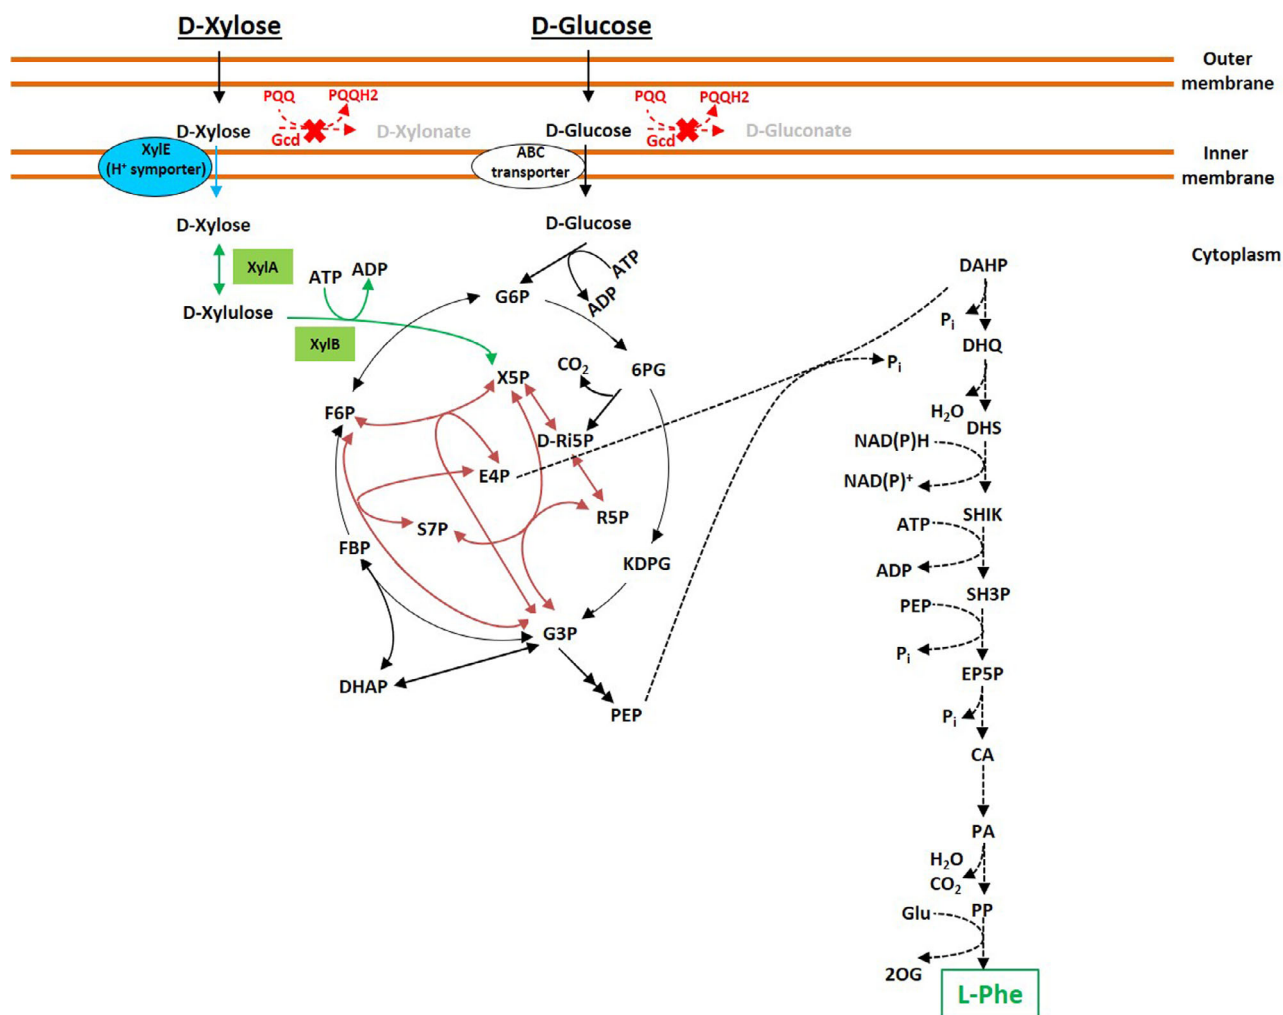 D-Xylose
D-Glucose
Outer
membrane
PQQ
PQQH2
D-Xylose
Gcd
D-Xylonate
PQQ
PQQH2
D-Glucose
Gcd
D-Gluconate
XylE
(H⁺ symporter)
ABC
transporter
Inner
membrane
D-Xylose
D-Glucose
Cytoplasm
XylA
ATP
ADP
ATP
ADP
G6P
DAHP
D-Xylulose
XylB
Pi
DHQ
X5P
CO₂
6PG
Pi
F6P
D-Ri5P
H₂O
DHS
E4P
NAD(P)H
NAD(P)⁺
S7P
R5P
SHIK
ATP
FBP
KDPG
ADP
SH3P
PEP
G3P
Pi
DHAP
EP5P
PEP
Pi
CA
PA
H₂O
CO₂
Glu
PP
2OG
L-Phe